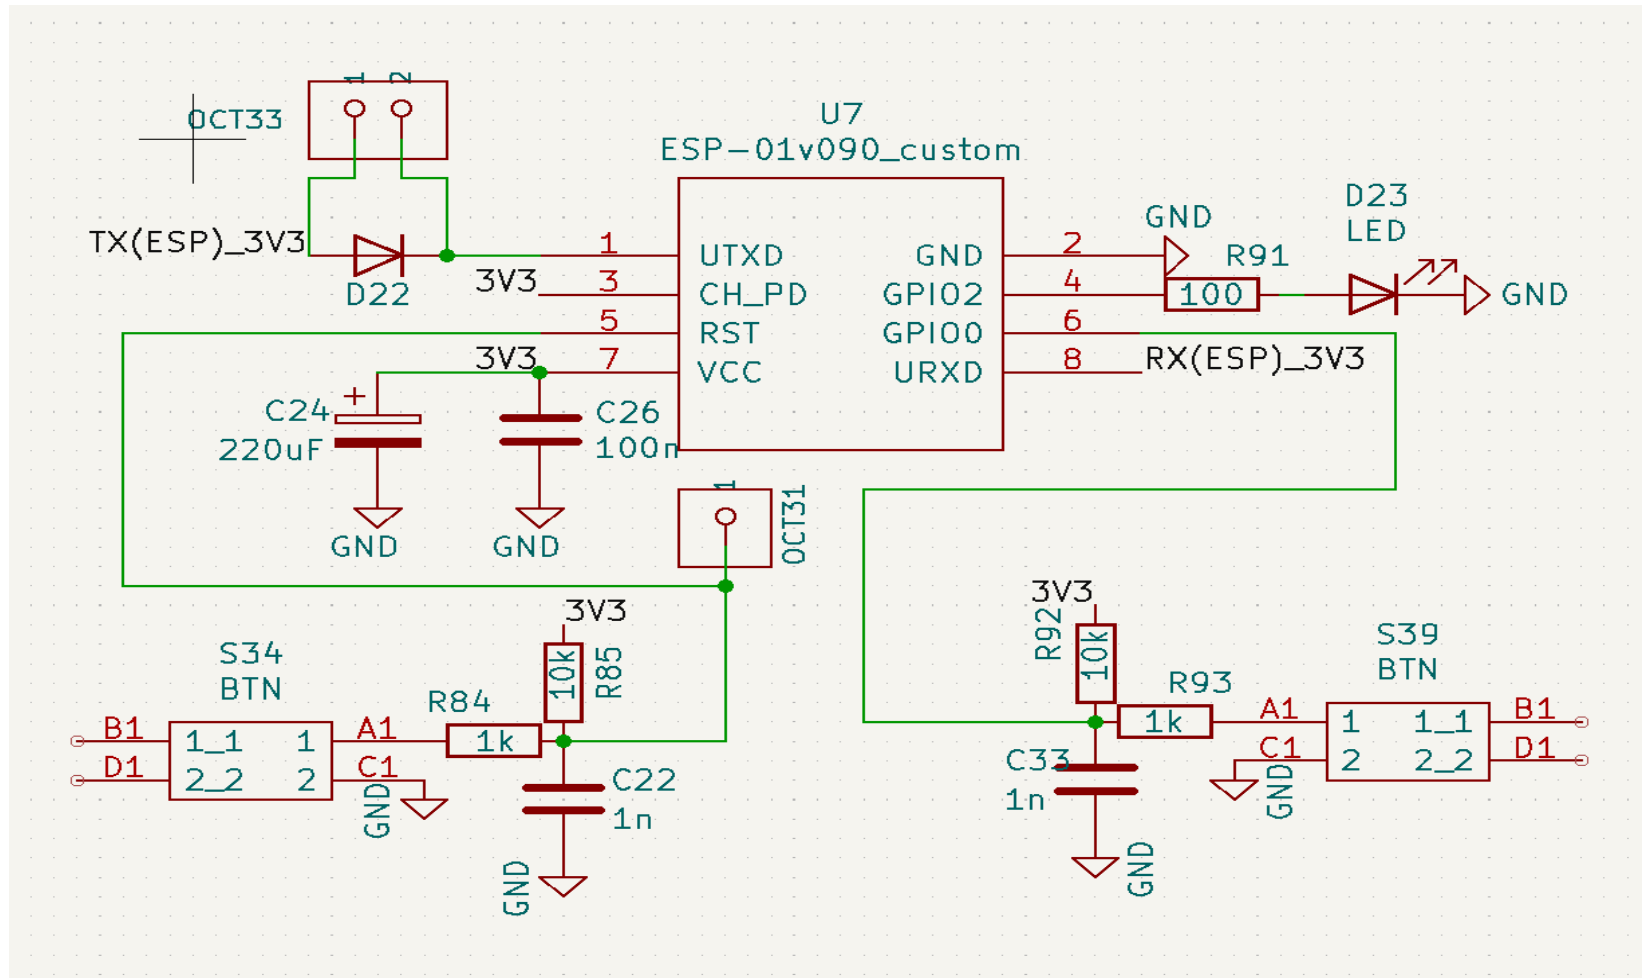 1 2
OCT33
U7
ESP-01v090_custom
TX(ESP)_3V3
D22
3V3
3V3
1
3
5
7
UTXD
CH_PD
RST
VCC
GND
GPIO2
GPIO0
URXD
2
4
6
8
GND
R91
100
D23
LED
GND
RX(ESP)_3V3
+
C24
220uF
GND
C26
100n
GND
1
OCT31
S34
BTN
B1
D1
1_1 1
2_2 2
A1
C1
GND
R84
1k
3V3
10k
R85
C22
1n
GND
3V3
R92
10k
R93
1k
C33
1n
GND
A1
C1
GND
S39
BTN
1 1_1
2 2_2
B1
D1